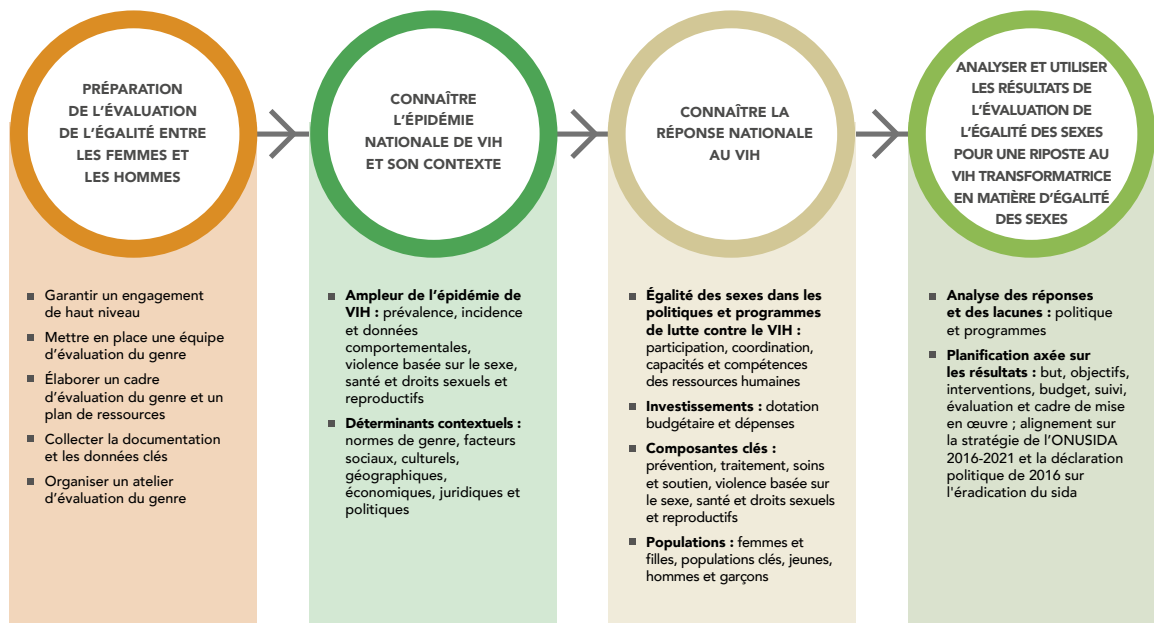 PRÉPARATION
DE L'ÉVALUATION
DE L'ÉGALITÉ ENTRE
LES FEMMES ET
LES HOMMES
■ Garantir un engagement
de haut niveau
■ Mettre en place une équipe
d'évaluation du genre
■ Élaborer un cadre
d'évaluation du genre et un
plan de ressources
■ Collecter la documentation
et les données clés
■ Organiser un atelier
d'évaluation du genre
CONNAÎTRE
L'ÉPIDÉMIE
NATIONALE DE VIH
ET SON CONTEXTE
■ Ampleur de l'épidémie de
VIH : prévalence, incidence
et données
comportementales,
violence basée sur le sexe,
santé et droits sexuels et
reproductifs
■ Déterminants contextuels :
normes de genre, facteurs
sociaux, culturels,
géographiques,
économiques, juridiques et
politiques
CONNAÎTRE LA
RÉPONSE NATIONALE
AU VIH
■ Égalité des sexes dans les
politiques et programmes
de lutte contre le VIH :
participation, coordination,
capacités et compétences
des ressources humaines
■ Investissements : dotation
budgétaire et dépenses
■ Composantes clés :
prévention, traitement, soins
et soutien, violence basée sur
le sexe, santé et droits sexuels
et reproductifs
■ Populations : femmes et
filles, populations clés, jeunes,
hommes et garçons
ANALYSER ET UTILISER
LES RÉSULTATS DE
L'ÉVALUATION DE
L'ÉGALITÉ DES SEXES
POUR UNE RIPOSTE AU
VIH TRANSFORMATRICE
EN MATIÈRE D'ÉGALITÉ
DES SEXES
■ Analyse des réponses
et des lacunes : politique
et programmes
■ Planification axée sur
les résultats : but, objectifs,
interventions, budget, suivi,
évaluation et cadre de mise
en œuvre ; alignement sur
la stratégie de l'ONUSIDA
2016-2021 et la déclaration
politique de 2016 sur
l'éradication du sida